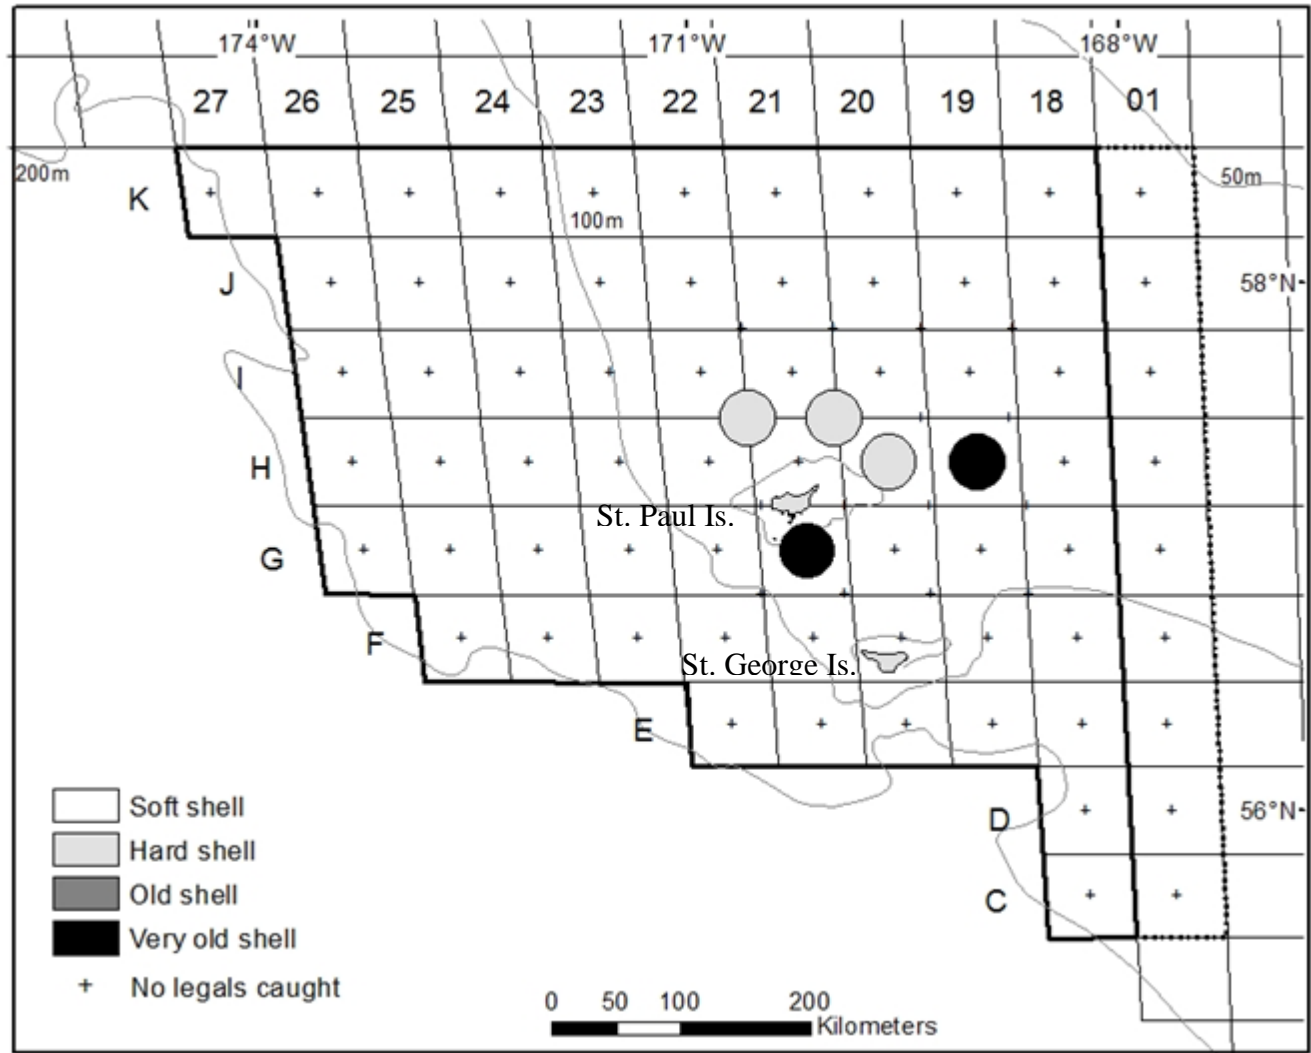 174°W 171°W 168°W
27 26 25 24 23 22 21 20 19 18 01
200m
50m
K
100m
J
58°N
I
H
St. Paul Is.
G
F
St. George Is.
E
Soft shell
D
56°N
Hard shell
Old shell
C
Very old shell
No legals caught
0 50 100 200
Kilometers